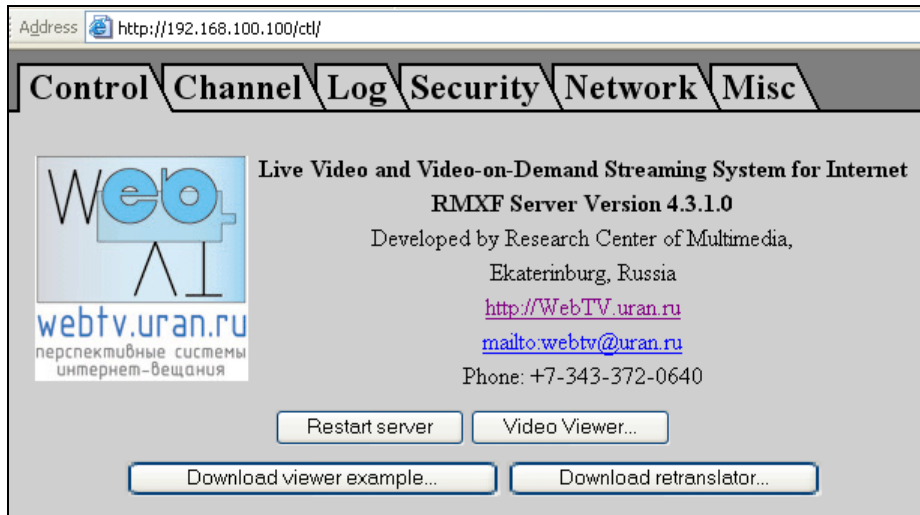 Address http://192.168.100.100/ctl/
Control Channel Log Security Network Misc
Web
webtv.uran.ru
перспективные системы
интернет-вещания
Live Video and Video-on-Demand Streaming System for Internet
RMXF Server Version 4.3.1.0
Developed by Research Center of Multimedia,
Ekaterinburg, Russia
http://WebTV.uran.ru
mailto:webtv@uran.ru
Phone: +7-343-372-0640
Restart server Video Viewer...
Download viewer example... Download retranslator...